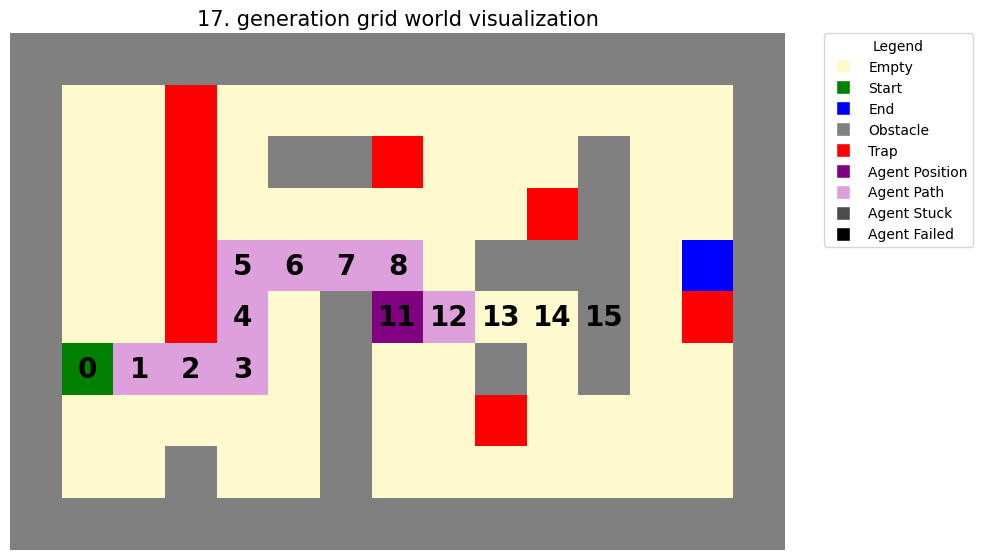 17. generation grid world visualization
Legend
Empty
Start
End
Obstacle
Trap
Agent Position
Agent Path
Agent Stuck
Agent Failed
5 6 7 8
4 11 12 13 14 15
0 1 2 3